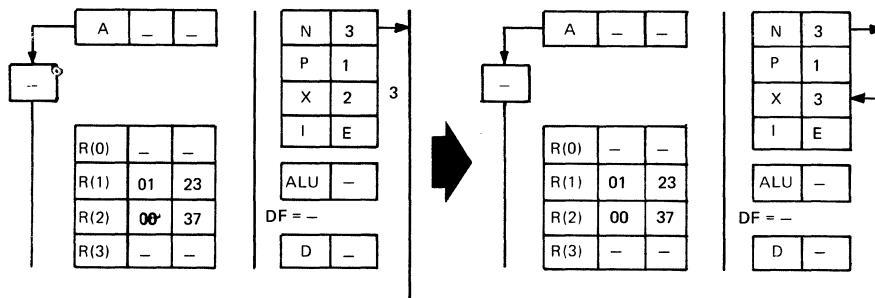 A _ _
_
R(0) _ _
R(1) 01 23
R(2) 00 37
R(3) _ _
N 3
P 1
X 2
I E
3
ALU –
DF = –
D _
A _ _
_
R(0) _ _
R(1) 01 23
R(2) 00 37
R(3) _ _
N 3
P 1
X 3
I E
ALU –
DF = –
D _